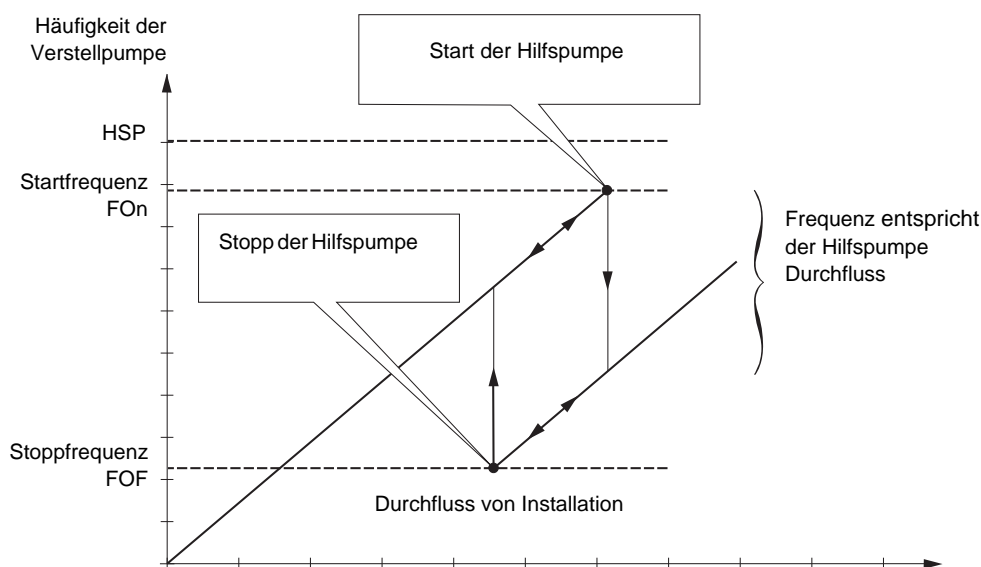 Häufigkeit der
Verstellpumpe
Start der Hilfspumpe
HSP
Startfrequenz
FOn
Stopp der Hilfspumpe
Frequenz entspricht
der Hilfspumpe
Durchfluss
Stoppfrequenz
FOF
Durchfluss von Installation